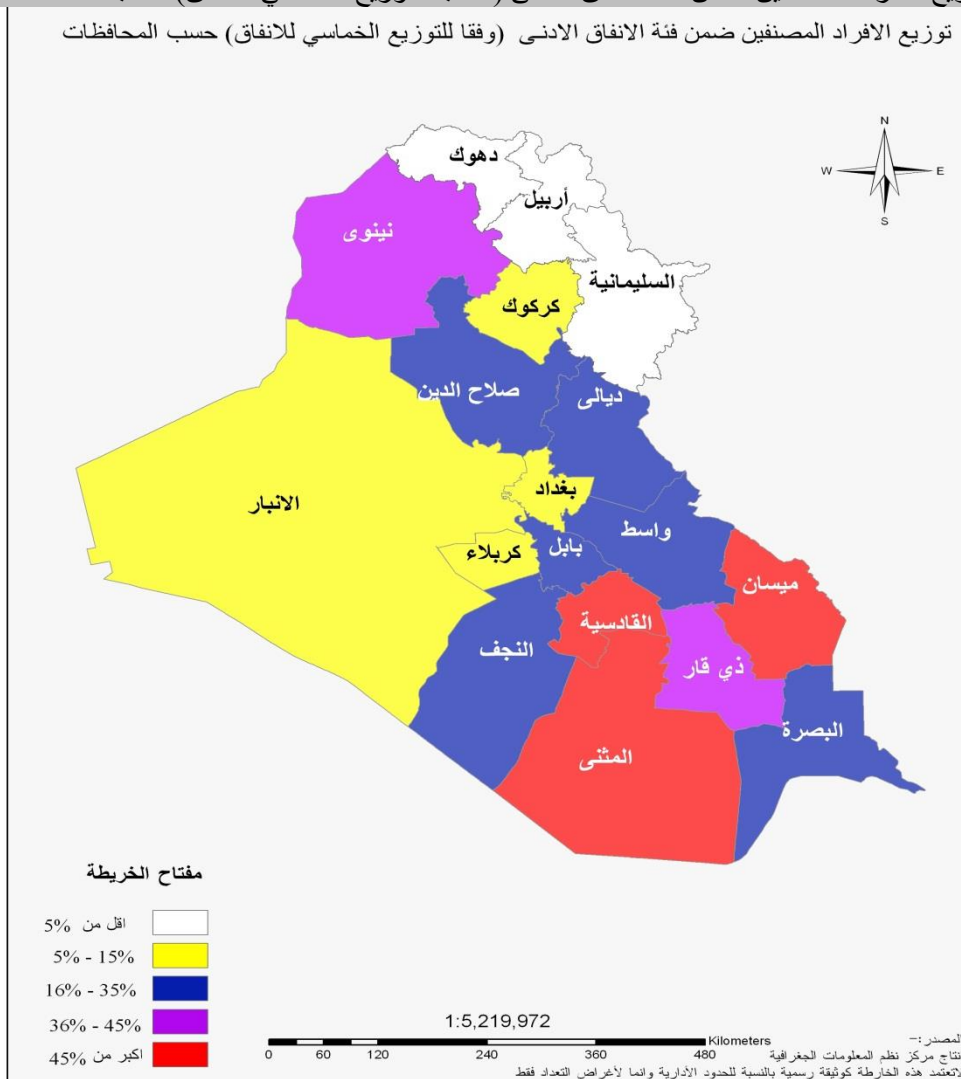 توزيع الافراد المصنفين ضمن فئة الانفاق الادنى (وفقا للتوزيع الخماسي للانفاق) حسب المحافظات
N
W
E
S
دهوك
أربيل
نينوى
السليمانية
كركوك
صلاح الدين
ديالى
بغداد
الانبار
واسط
بابل
كربلاء
ميسان
القادسية
النجف
ذي قار
البصرة
المثنى
مفتاح الخريطة
اقل من 5%
5% - 15%
16% - 35%
36% - 45%
اكبر من 45%
1:5,219,972
Kilometers
0 60 120 240 360 480
المصدر :-
نتاج مركز نظم المعلومات الجغرافية
لاتعتمد هذه الخارطة كوثيقة رسمية بالنسبة للحدود الأدارية وانما لأغراض التعداد فقط